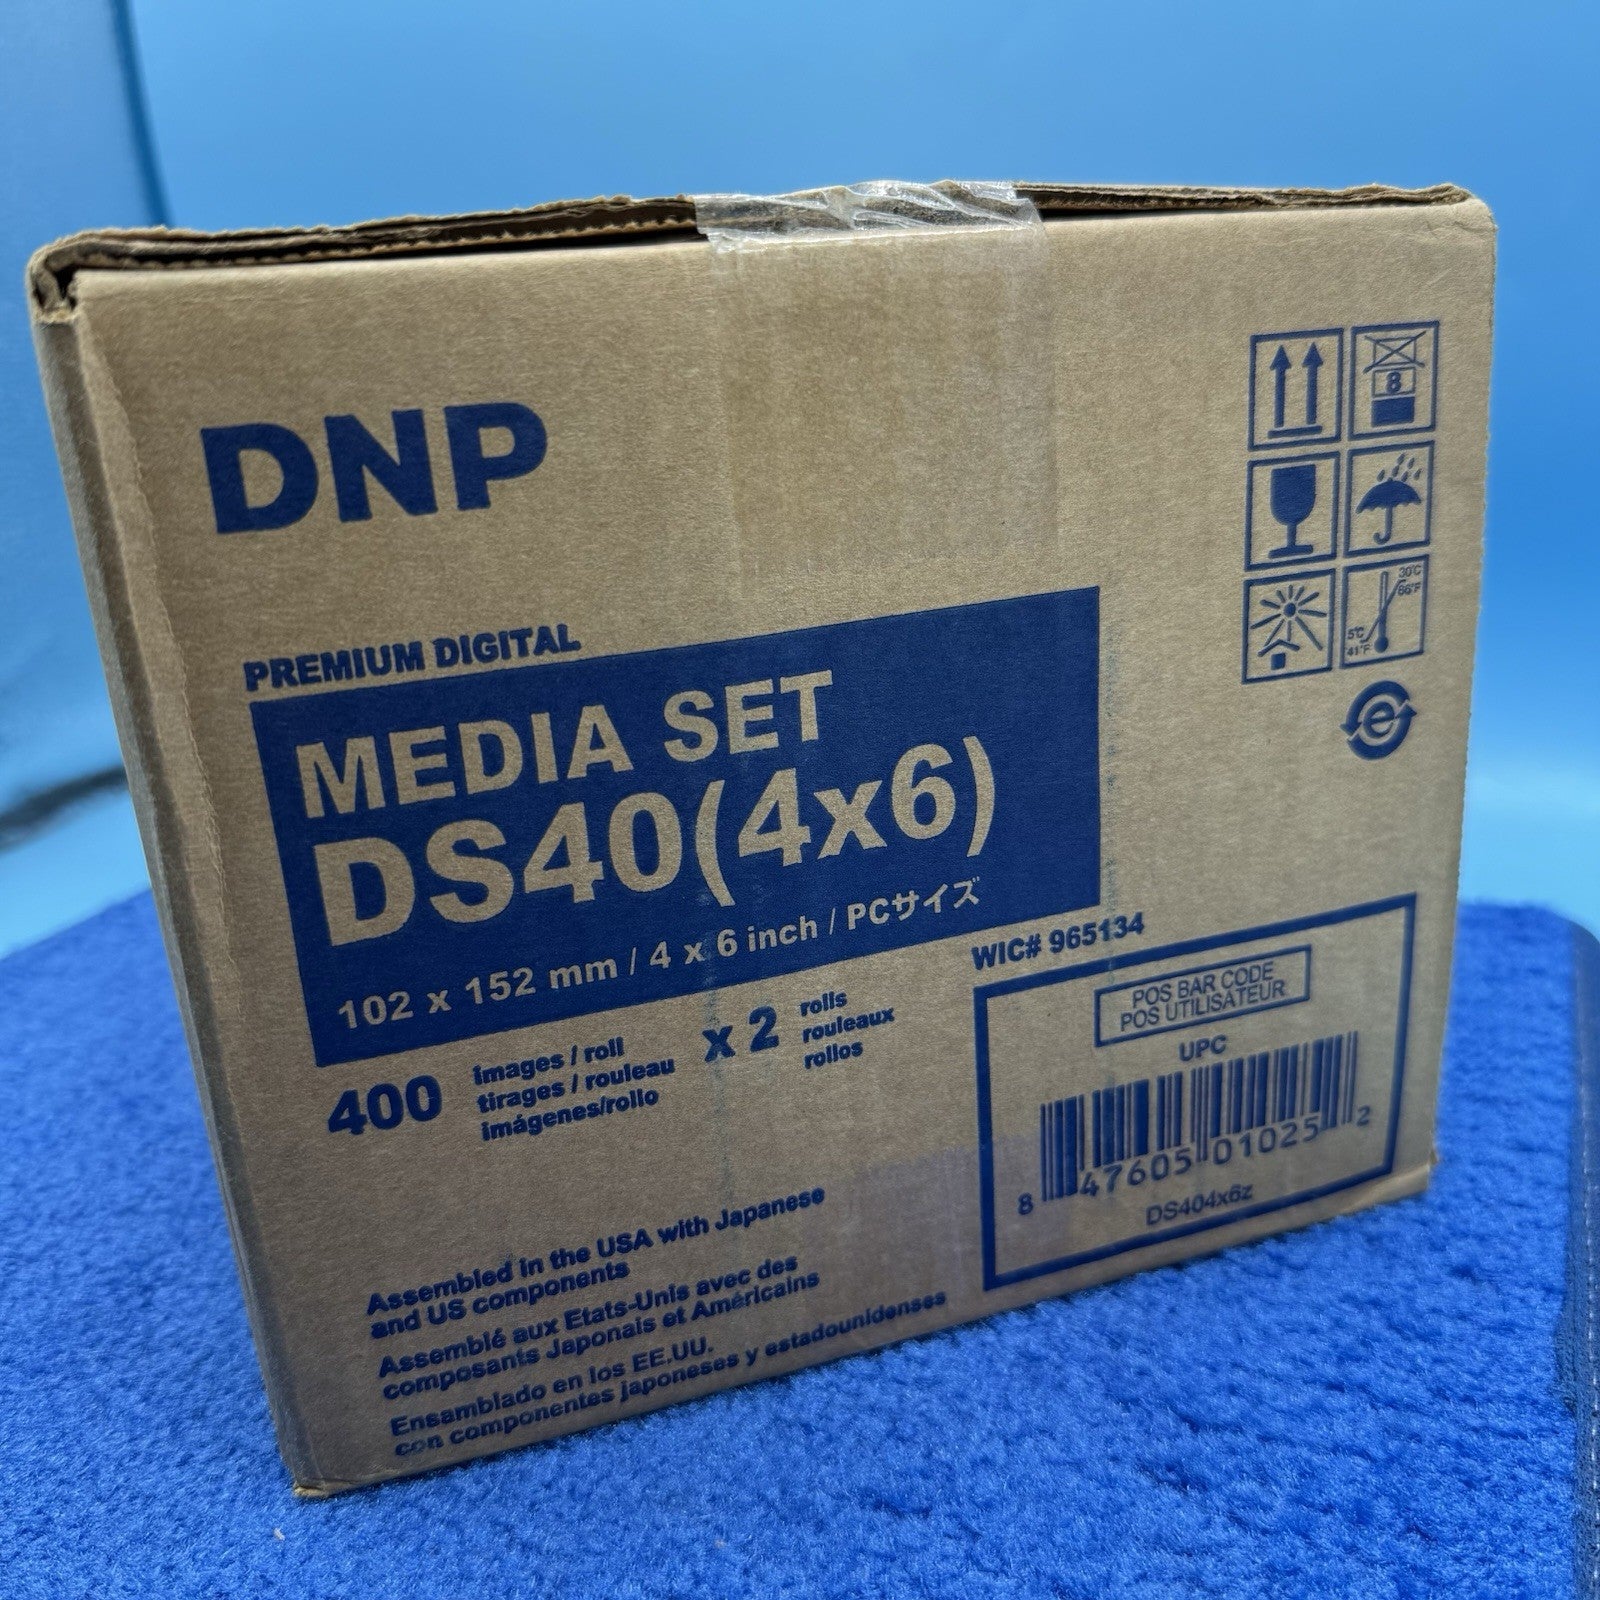 DNP
PREMIUM DIGITAL
MEDIA SET
DS40(4x6)
102 x 152 mm / 4 x 6 inch / PCサイズ
400
images / roll
tirages / rouleau
imágenes/rollo
x 2
rolls
rouleaux
rollos
Assembled in the USA with Japanese
and US components
Assemblé aux Etats-Unis avec des
composants Japonais et Américains
Ensamblado en los EE.UU.
con componentes japoneses y estadounidenses
8
30°C
86°F
5°C
41°F
e
WIC# 965134
POS BAR CODE
POS UTILISATEUR
UPC
8 47605 01025 2
DS404x6z